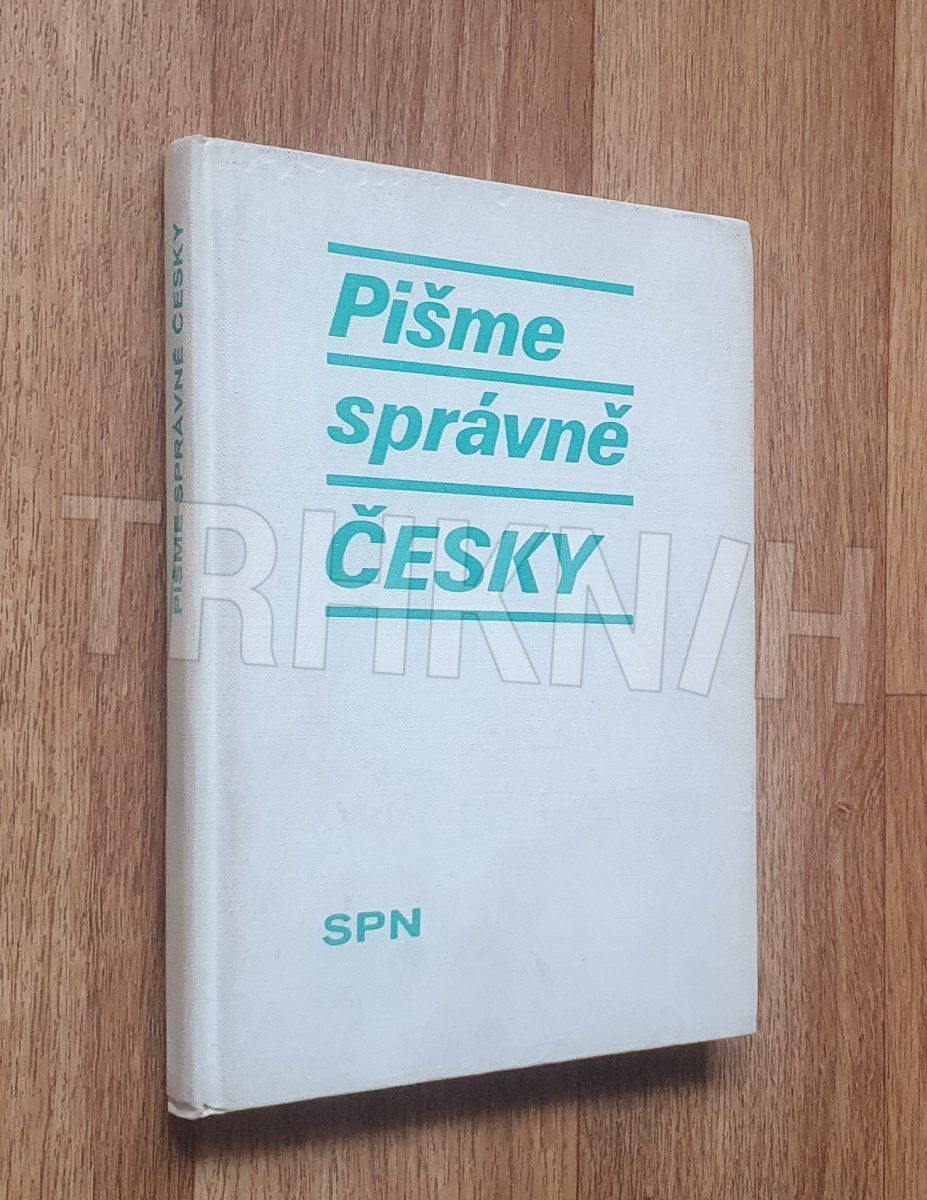 PIŠME SPRÁVNĚ ČESKY
Pišme
správně
ČESKY
SPN
TRHKNIH